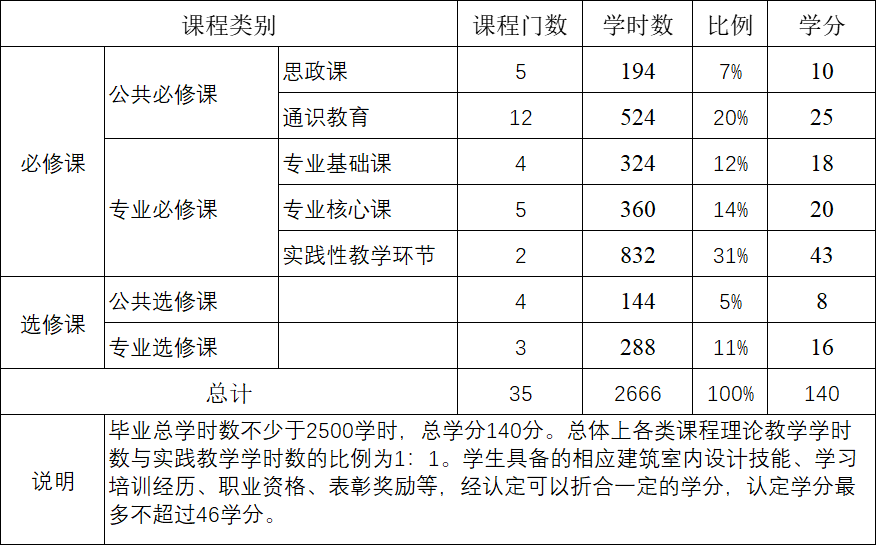 课程类别 课程门数 学时数 比例 学分
必修课 公共必修课 思政课 5 194 7% 10
通识教育 12 524 20% 25
专业必修课 专业基础课 4 324 12% 18
专业核心课 5 360 14% 20
实践性教学环节 2 832 31% 43
选修课 公共选修课 4 144 5% 8
专业选修课 3 288 11% 16
总计 35 2666 100% 140
说明
毕业总学时数不少于2500学时，总学分140分。总体上各类课程理论教学学时
数与实践教学学时数的比例为1：1。学生具备的相应建筑室内设计技能、学习
培训经历、职业资格、表彰奖励等，经认定可以折合一定的学分，认定学分最
多不超过46学分。